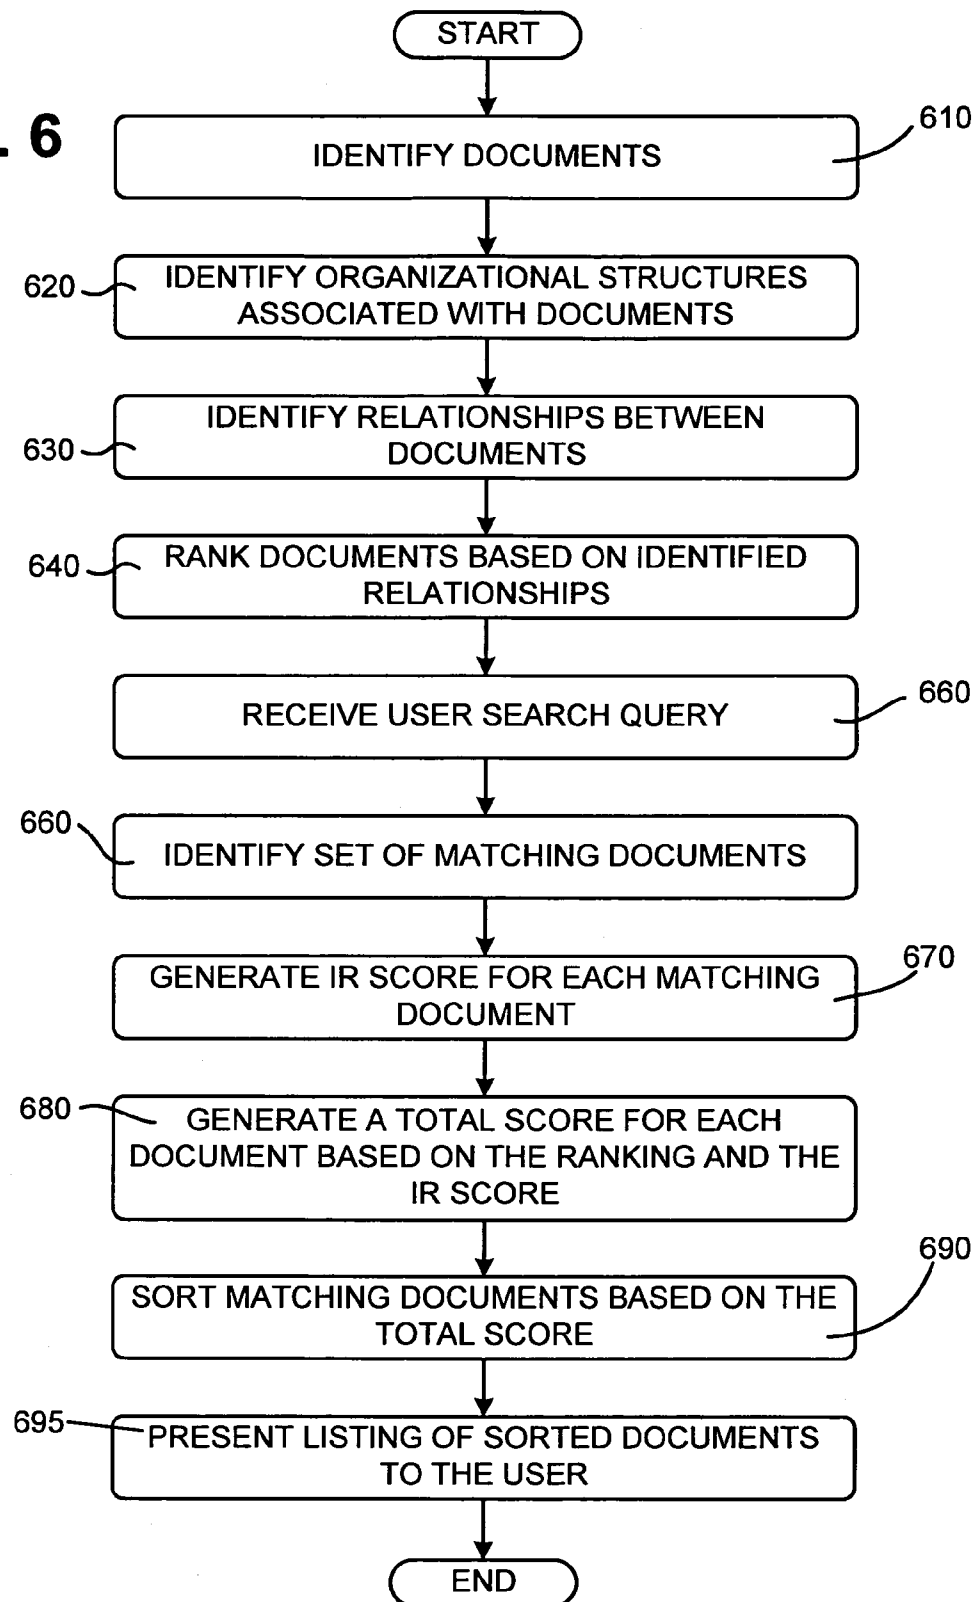 START
. 6
610
IDENTIFY DOCUMENTS
620
IDENTIFY ORGANIZATIONAL STRUCTURES
ASSOCIATED WITH DOCUMENTS
630
IDENTIFY RELATIONSHIPS BETWEEN
DOCUMENTS
640
RANK DOCUMENTS BASED ON IDENTIFIED
RELATIONSHIPS
660
RECEIVE USER SEARCH QUERY
660
IDENTIFY SET OF MATCHING DOCUMENTS
670
GENERATE IR SCORE FOR EACH MATCHING
DOCUMENT
680
GENERATE A TOTAL SCORE FOR EACH
DOCUMENT BASED ON THE RANKING AND THE
IR SCORE
690
SORT MATCHING DOCUMENTS BASED ON THE
TOTAL SCORE
695
PRESENT LISTING OF SORTED DOCUMENTS
TO THE USER
END